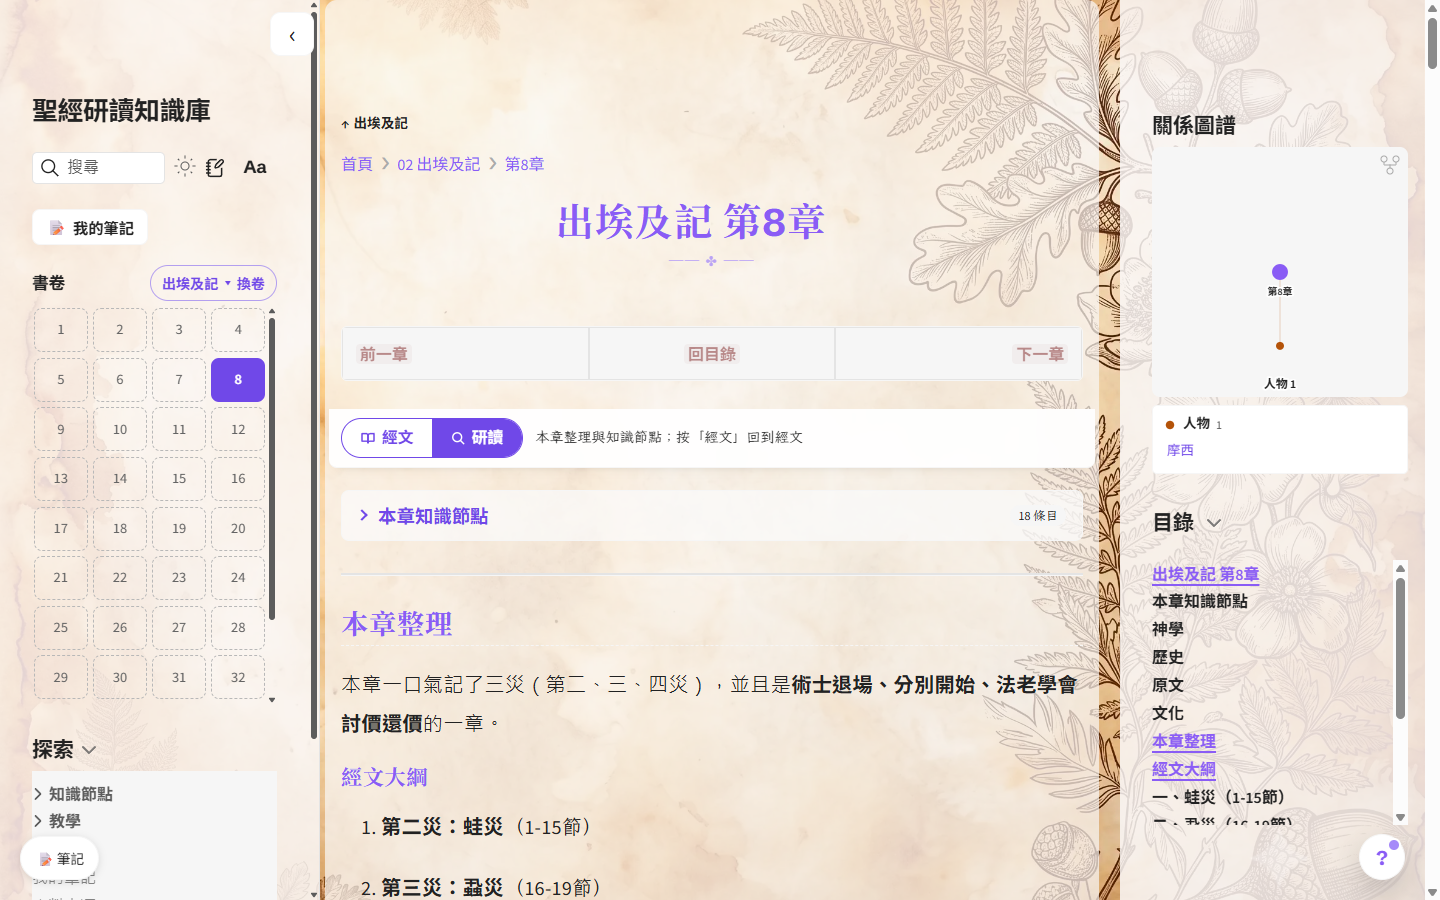 ‹
聖經研讀知識庫
搜尋
Aa
我的筆記
書卷
出埃及記 ▾ 換卷
1 2 3 4
5 6 7 8
9 10 11 12
13 14 15 16
17 18 19 20
21 22 23 24
25 26 27 28
29 30 31 32
探索
知識節點
教學
筆記
我的筆記
↑ 出埃及記
首頁 › 02 出埃及記 › 第8章
出埃及記 第8章
前一章 回目錄 下一章
經文 研讀 本章整理與知識節點；按「經文」回到經文
本章知識節點 18 條目
本章整理
本章一口氣記了三災（第二、三、四災），並且是術士退場、分別開始、法老學會
討價還價的一章。
經文大綱
1. 第二災：蛙災（1-15節）
2. 第三災：蝨災（16-19節）
關係圖譜
第8章
人物 1
人物 1
摩西
目錄
出埃及記 第8章
本章知識節點
神學
歷史
原文
文化
本章整理
經文大綱
一、蛙災（1-15節）
二、蝨災（16-19節）
?